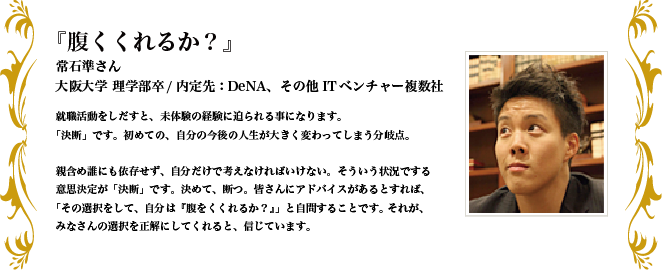 『腹くくれるか？』
常石準さん
大阪大学 理学部卒 / 内定先：DeNA、その他 IT ベンチャー複数社
就職活動をしだすと、未体験の経験に迫られる事になります。
「決断」です。初めての、自分の今後の人生が大きく変わってしまう分岐点。
親含め誰にも依存せず、自分だけで考えなければいけない。そういう状況でする
意思決定が「決断」です。決めて、断つ。皆さんにアドバイスがあるとすれば、
「その選択をして、自分は『腹をくくれるか？』」と自問することです。それが、
みなさんの選択を正解にしてくれると、信じています。